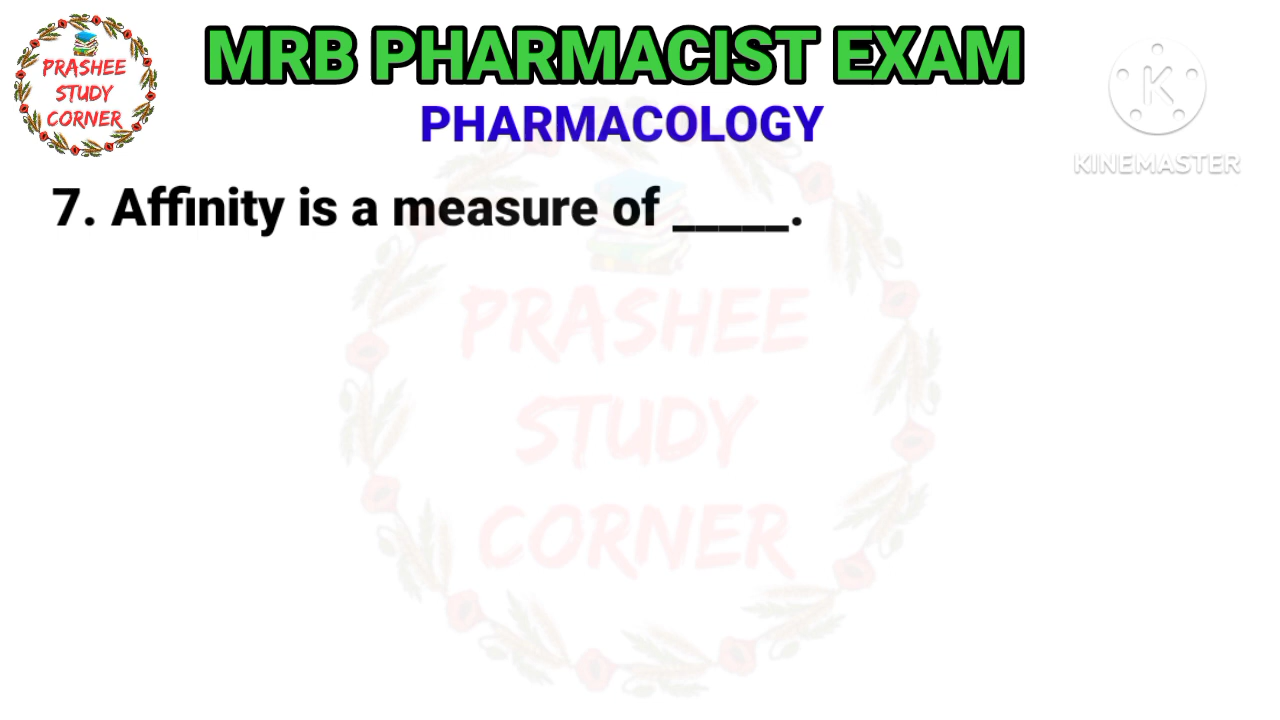 PRASHEE
STUDY
CORNER
MRB PHARMACIST EXAM
PHARMACOLOGY
K
KINEMASTER
7. Affinity is a measure of _____.
PRASHEE
STUDY
CORNER